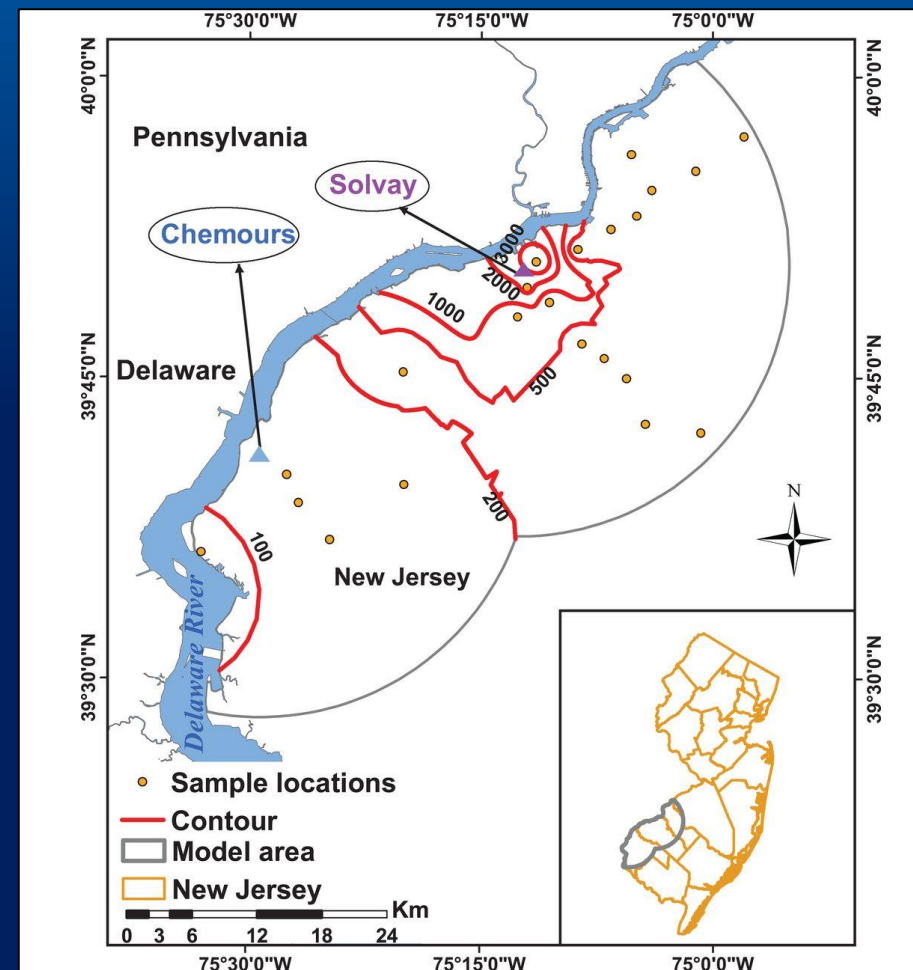 75°30'0"W 75°15'0"W 75°0'0"W
40°0'0"N
40°0'0"N
Pennsylvania
Solvay
Chemours
3000
2000
1000
Delaware
39°45'0"N
39°45'0"N
500
200
N
100
New Jersey
Delaware River
39°30'0"N
39°30'0"N
Sample locations
Contour
Model area
New Jersey
Km
0 3 6 12 18 24
75°30'0"W 75°15'0"W 75°0'0"W